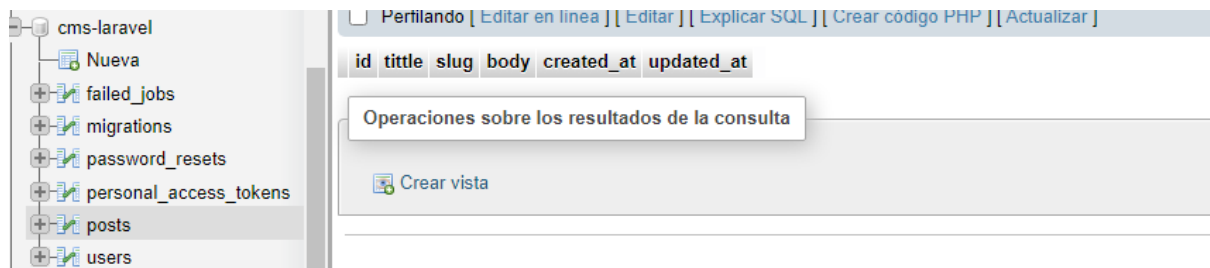 cms-laravel
Nueva
failed_jobs
migrations
password_resets
personal_access_tokens
posts
users
Perfilando [ Editar en línea ] [ Editar ] [ Explicar SQL ] [ Crear código PHP ] [ Actualizar ]
id tittle slug body created_at updated_at
Operaciones sobre los resultados de la consulta
Crear vista